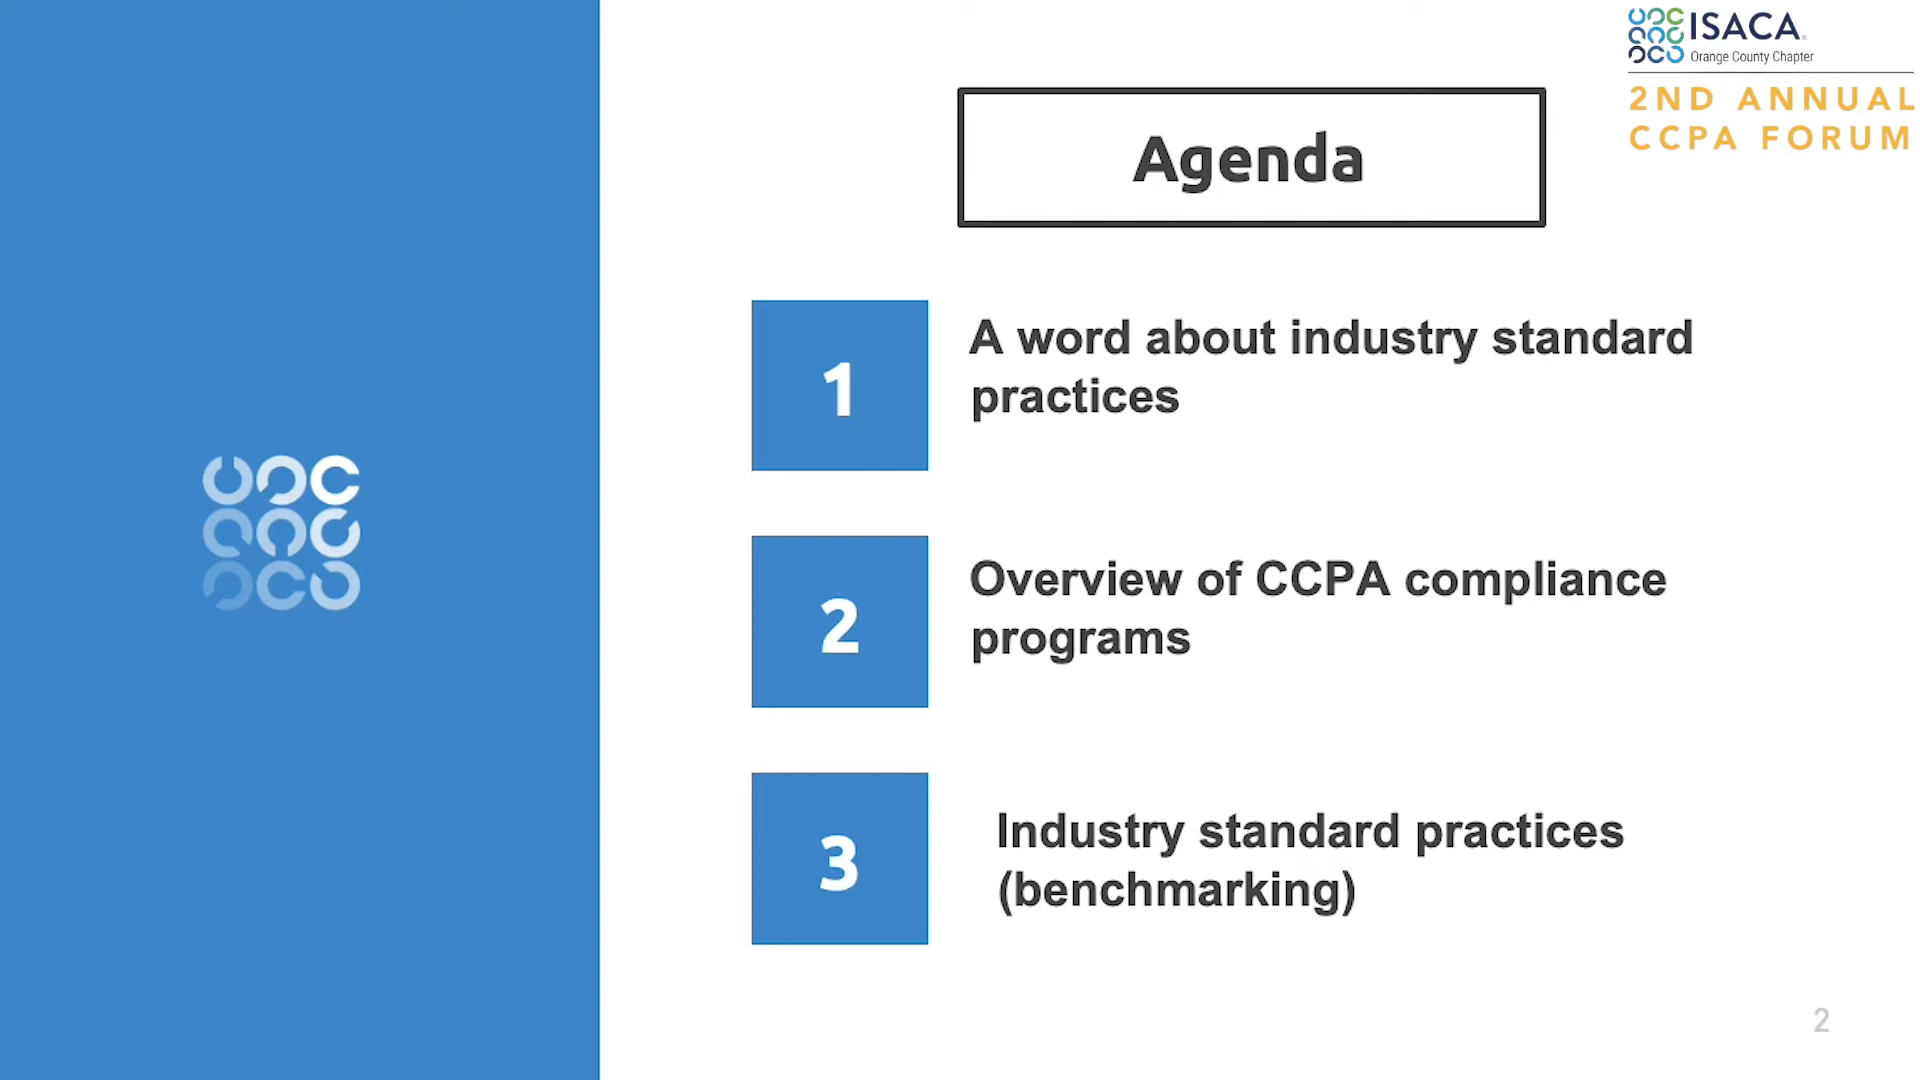 ISACA.
Orange County Chapter
2ND ANNUAL
CCPA FORUM
Agenda
1
A word about industry standard
practices
2
Overview of CCPA compliance
programs
3
Industry standard practices
(benchmarking)
2